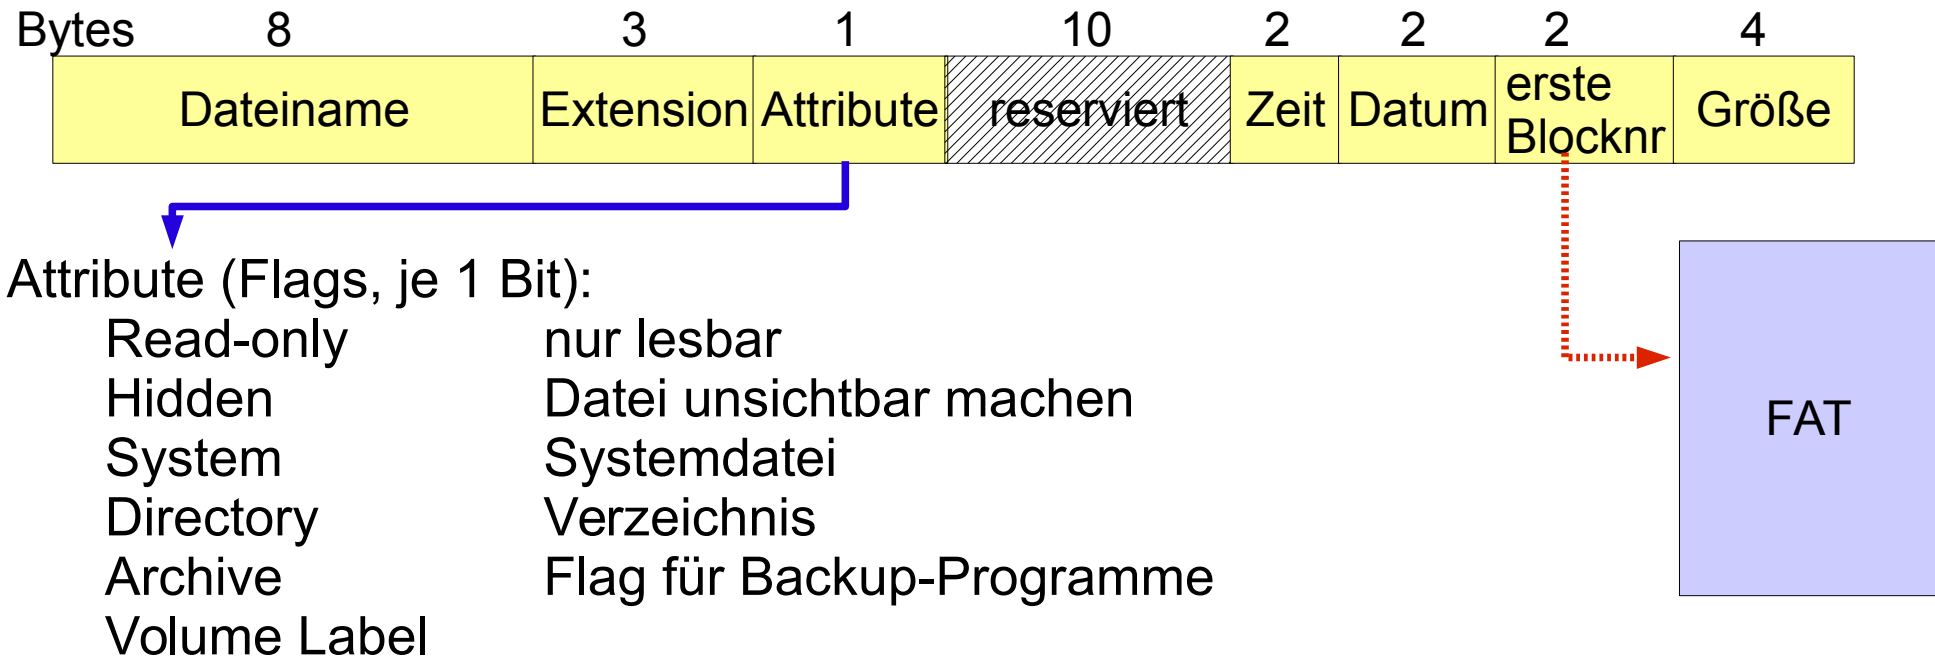 Bytes 8 3 1 10 2 2 2 4
Dateiname Extension Attribute reserviert Zeit Datum erste Blocknr Größe
Attribute (Flags, je 1 Bit):
Read-only nur lesbar
Hidden Datei unsichtbar machen
System Systemdatei
Directory Verzeichnis
Archive Flag für Backup-Programme
Volume Label
FAT